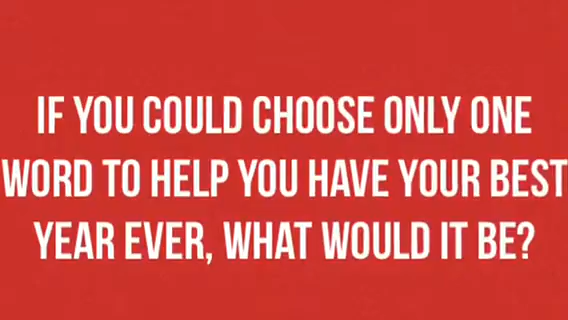 IF YOU COULD CHOOSE ONLY ONE
WORD TO HELP YOU HAVE YOUR BEST
YEAR EVER, WHAT WOULD IT BE?